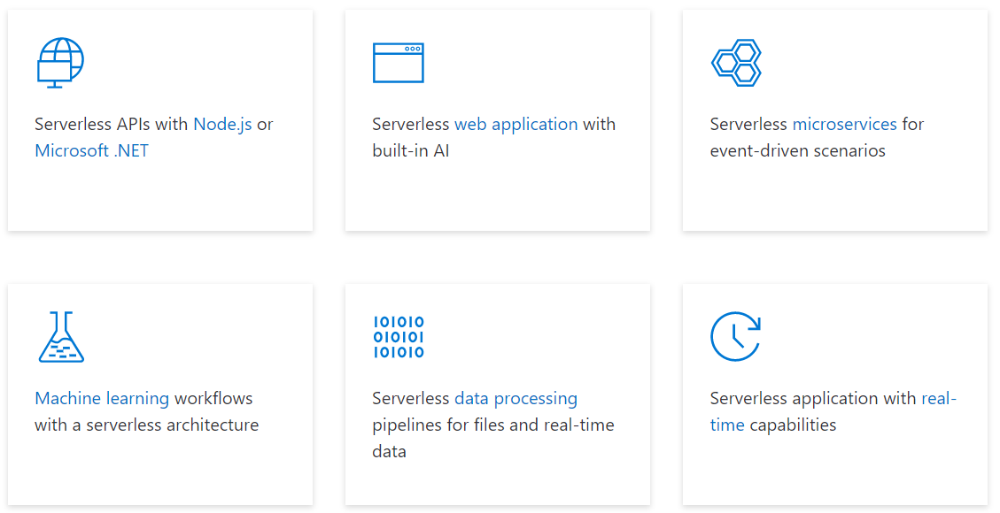 Serverless APIs with Node.js or
Microsoft .NET
Serverless web application with
built-in AI
Serverless microservices for
event-driven scenarios
Machine learning workflows
with a serverless architecture
101010
010101
101010
Serverless data processing
pipelines for files and real-time
data
Serverless application with real-
time capabilities